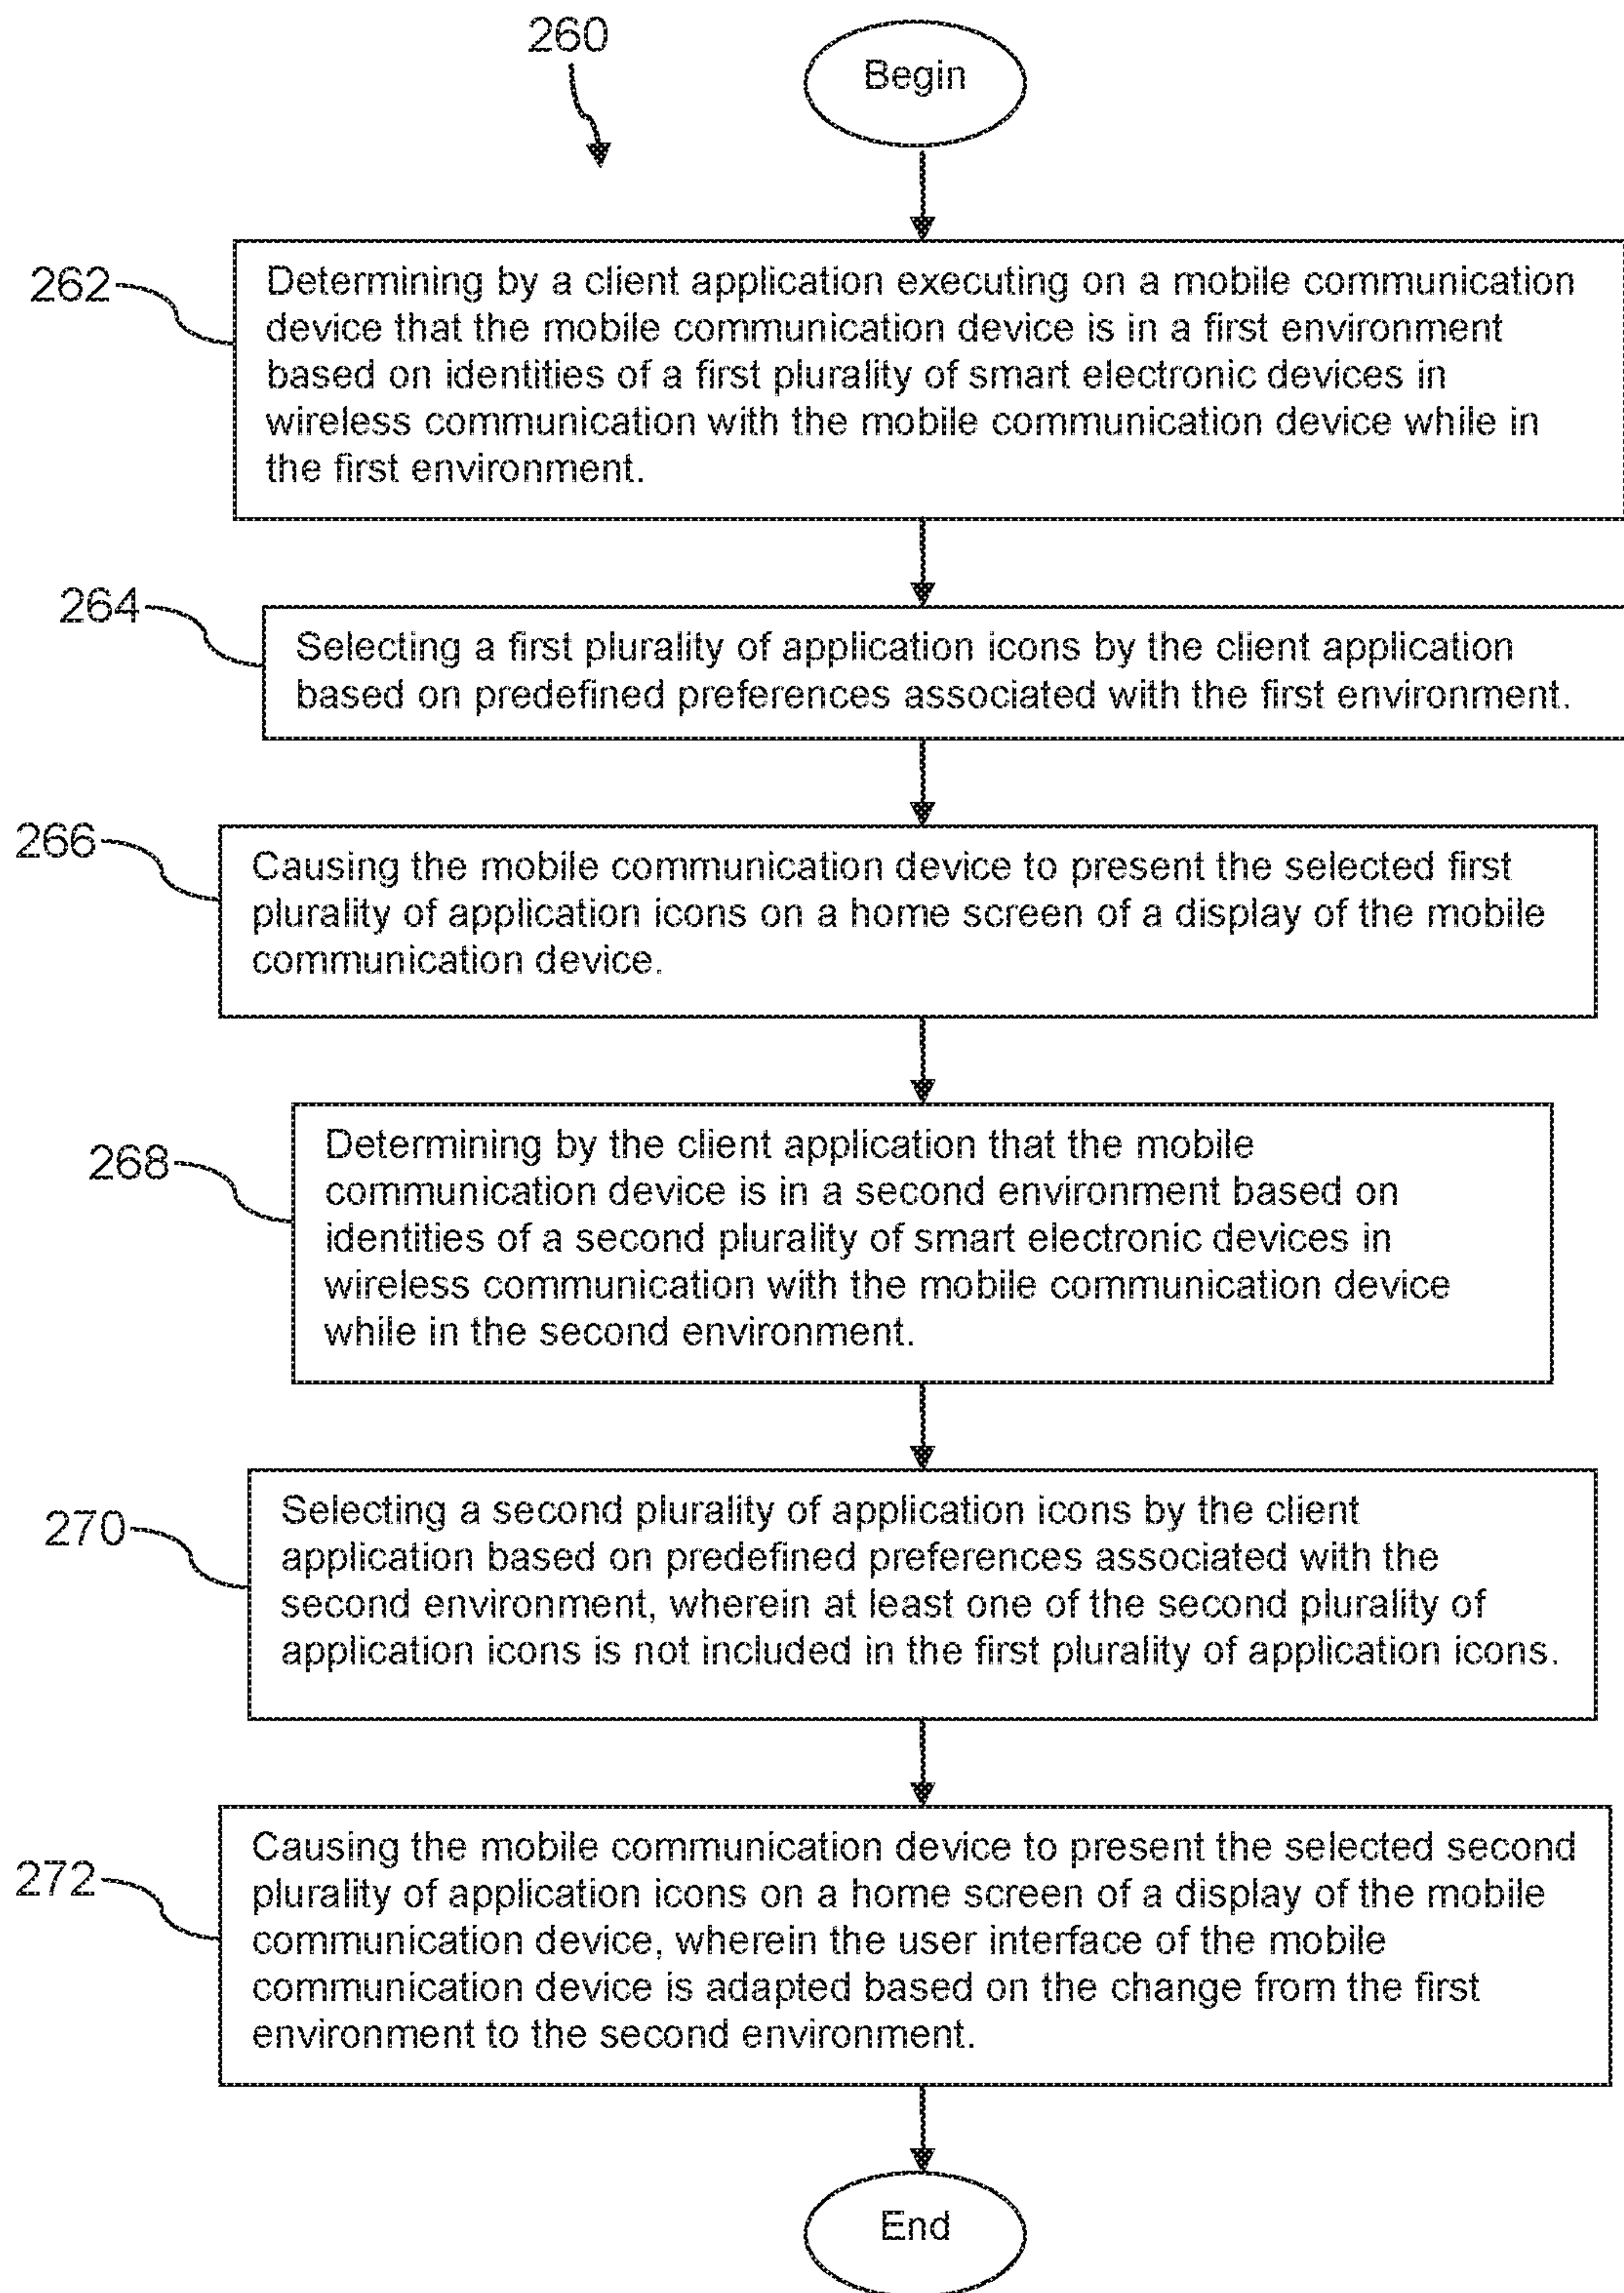 260
Begin
262
Determining by a client application executing on a mobile communication
device that the mobile communication device is in a first environment
based on identities of a first plurality of smart electronic devices in
wireless communication with the mobile communication device while in
the first environment.
264
Selecting a first plurality of application icons by the client application
based on predefined preferences associated with the first environment.
266
Causing the mobile communication device to present the selected first
plurality of application icons on a home screen of a display of the mobile
communication device.
268
Determining by the client application that the mobile
communication device is in a second environment based on
identities of a second plurality of smart electronic devices in
wireless communication with the mobile communication device
while in the second environment.
270
Selecting a second plurality of application icons by the client
application based on predefined preferences associated with the
second environment, wherein at least one of the second plurality of
application icons is not included in the first plurality of application icons.
272
Causing the mobile communication device to present the selected second
plurality of application icons on a home screen of a display of the mobile
communication device, wherein the user interface of the mobile
communication device is adapted based on the change from the first
environment to the second environment.
End